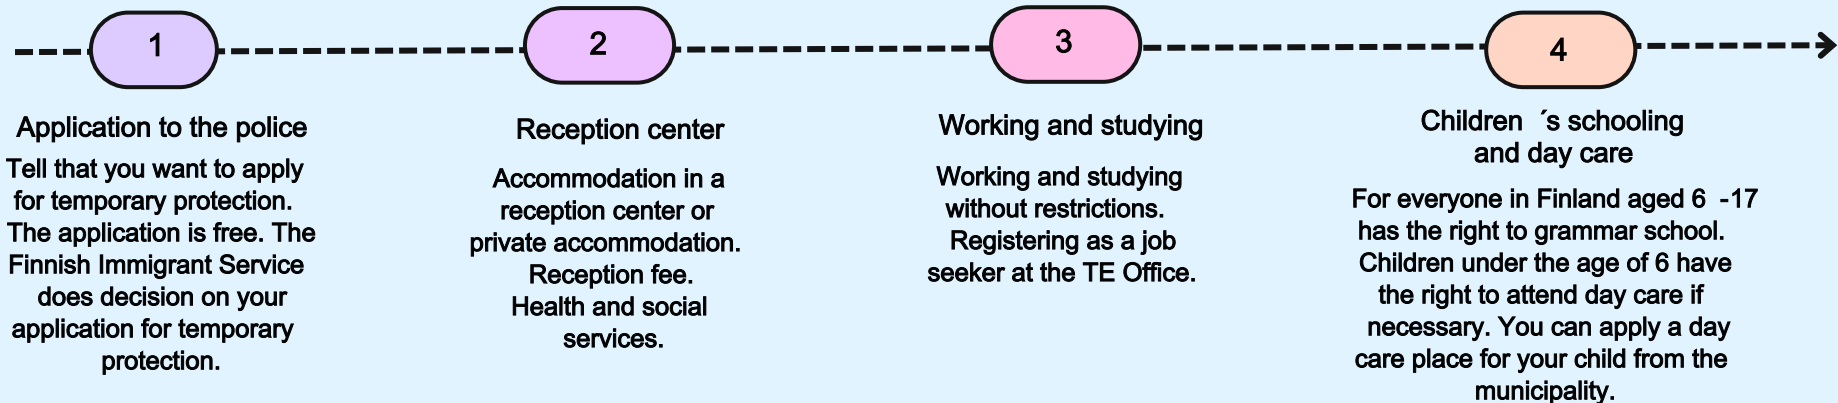 1
Application to the police
Tell that you want to apply
for temporary protection.
The application is free. The
Finnish Immigrant Service
does decision on your
application for temporary
protection.
2
Reception center
Accommodation in a
reception center or
private accommodation.
Reception fee.
Health and social
services.
3
Working and studying
Working and studying
without restrictions.
Registering as a job
seeker at the TE Office.
4
Children ´s schooling
and day care
For everyone in Finland aged 6 -17
has the right to grammar school.
Children under the age of 6 have
the right to attend day care if
necessary. You can apply a day
care place for your child from the
municipality.